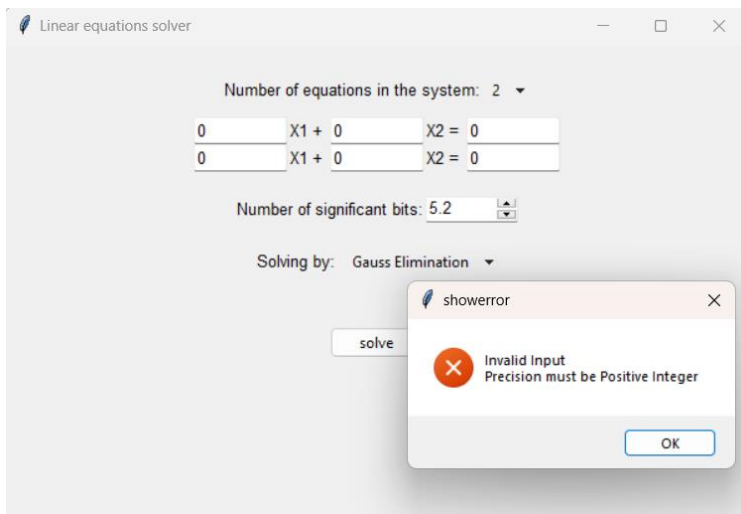 Linear equations solver
Number of equations in the system: 2
0 X1 + 0 X2 = 0
0 X1 + 0 X2 = 0
Number of significant bits: 5.2
Solving by: Gauss Elimination
showerror
solve
Invalid Input
Precision must be Positive Integer
OK